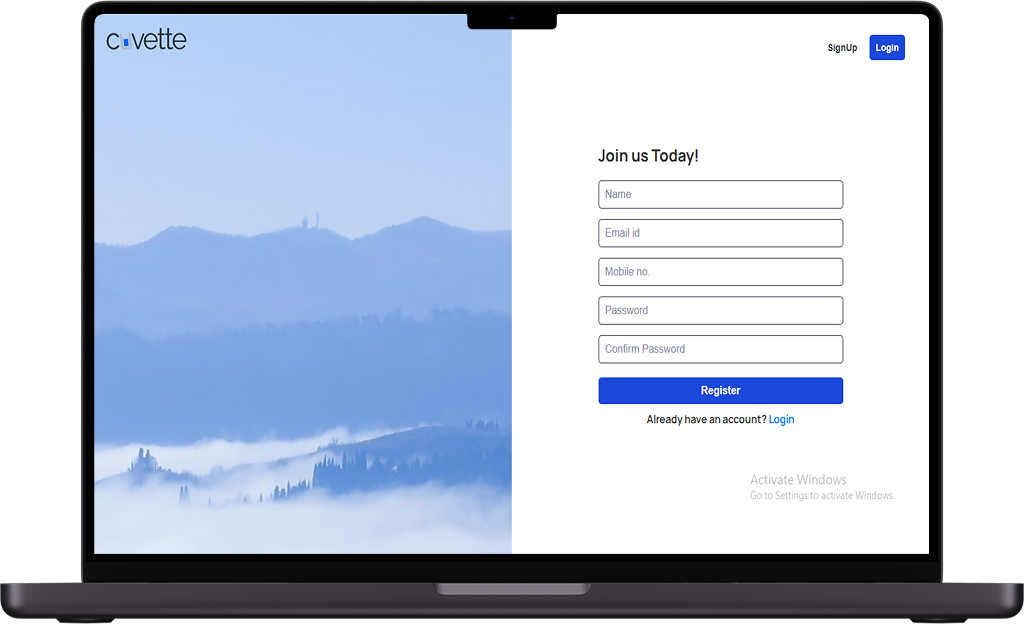 cuvette
SignUp
Login
Join us Today!
Name
Email id
Mobile no.
Password
Confirm Password
Register
Already have an account? Login
Activate Windows
Go to Settings to activate Windows.